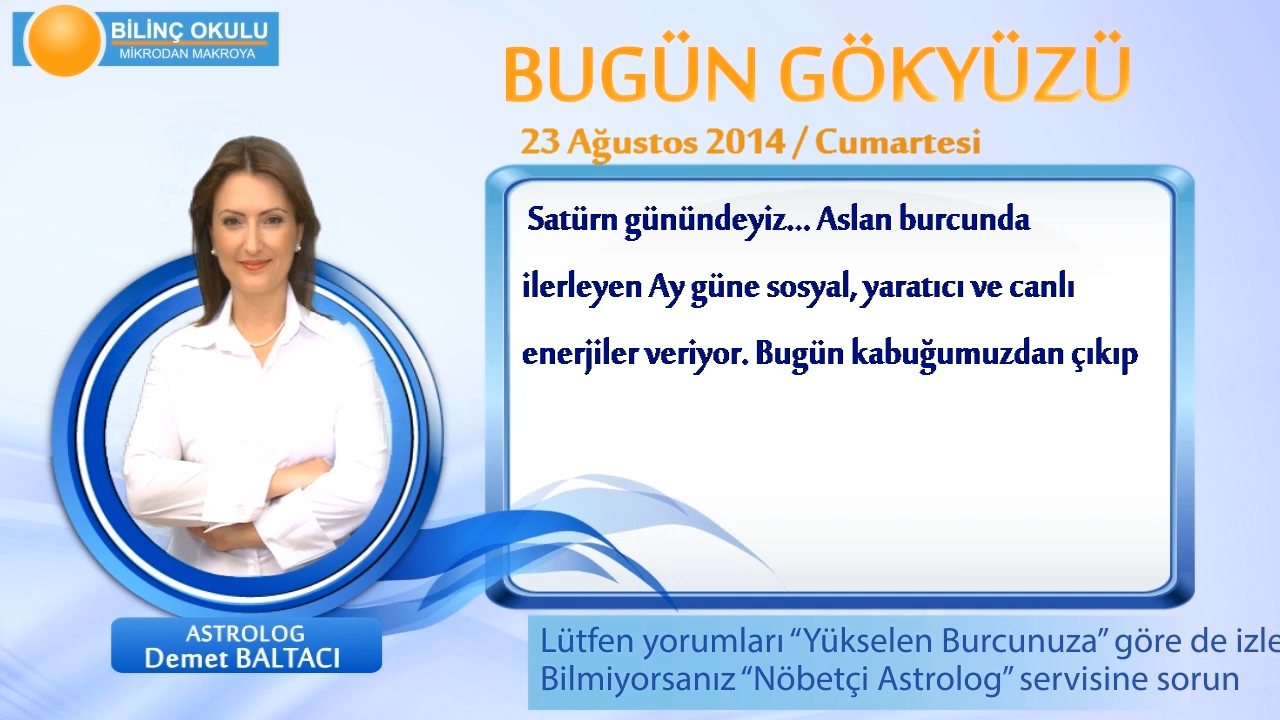 BİLİNÇ OKULU
MİKRODAN MAKROYA
BUGÜN GÖKYÜZÜ
23 Ağustos 2014 / Cumartesi
Satürn günündeyiz... Aslan burcunda
ilerleyen Ay güne sosyal, yaratıcı ve canlı
enerjiler veriyor. Bugün kabuğumuzdan çıkıp
ASTROLOG
Demet BALTACI
Lütfen yorumları “Yükselen Burcunuza” göre de izle
Bilmiyorsanız “Nöbetçi Astrolog” servisine sorun